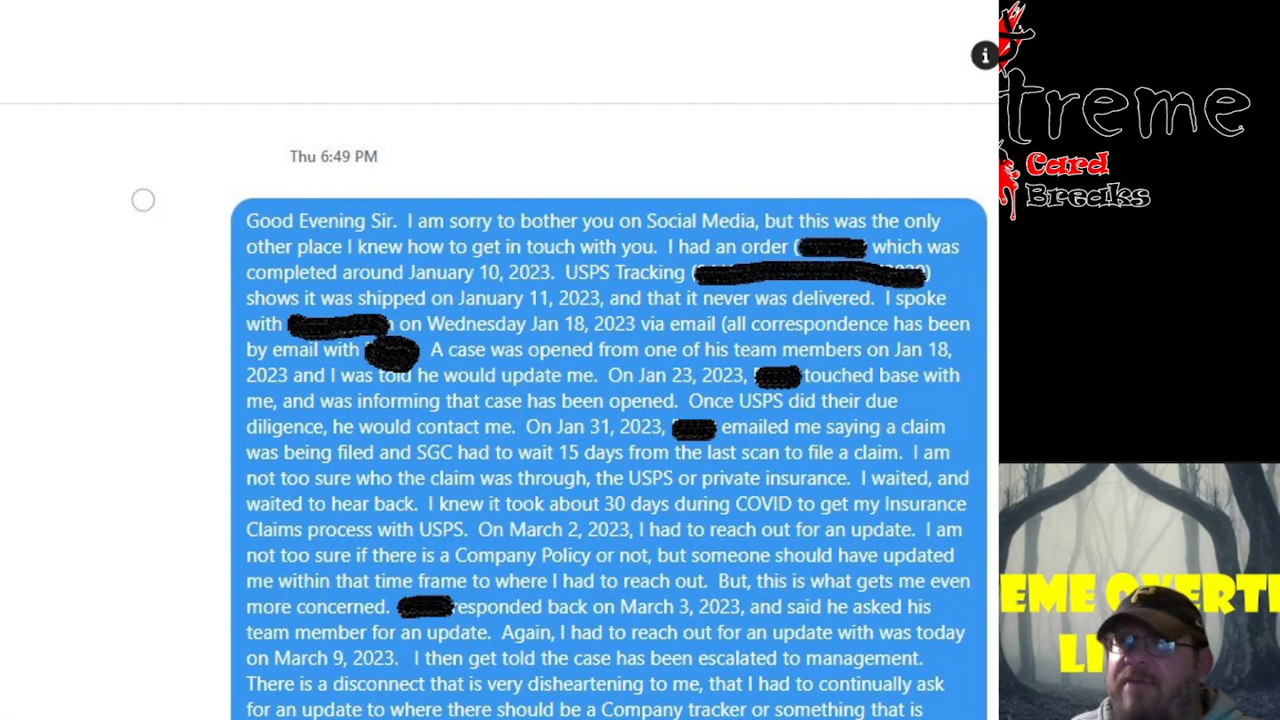 i
treme
Card
Breaks
Thu 6:49 PM
Good Evening Sir. I am sorry to bother you on Social Media, but this was the only
other place I knew how to get in touch with you. I had an order ( which was
completed around January 10, 2023. USPS Tracking ( )
shows it was shipped on January 11, 2023, and that it never was delivered. I spoke
with on Wednesday Jan 18, 2023 via email (all correspondence has been
by email with A case was opened from one of his team members on Jan 18,
2023 and I was told he would update me. On Jan 23, 2023, touched base with
me, and was informing that case has been opened. Once USPS did their due
diligence, he would contact me. On Jan 31, 2023, emailed me saying a claim
was being filed and SGC had to wait 15 days from the last scan to file a claim. I am
not too sure who the claim was through, the USPS or private insurance. I waited, and
waited to hear back. I knew it took about 30 days during COVID to get my Insurance
Claims process with USPS. On March 2, 2023, I had to reach out for an update. I am
not too sure if there is a Company Policy or not, but someone should have updated
me within that time frame to where I had to reach out. But, this is what gets me even
more concerned. responded back on March 3, 2023, and said he asked his
team member for an update. Again, I had to reach out for an update with was today
on March 9, 2023. I then get told the case has been escalated to management.
There is a disconnect that is very disheartening to me, that I had to continually ask
for an update to where there should be a Company tracker or something that is
EME OVERTI
LI